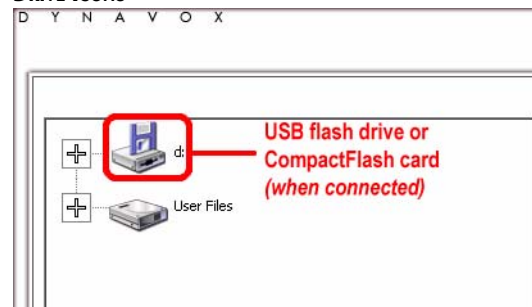 D Y N A V O X
d:
USB flash drive or
CompactFlash card
(when connected)
User Files